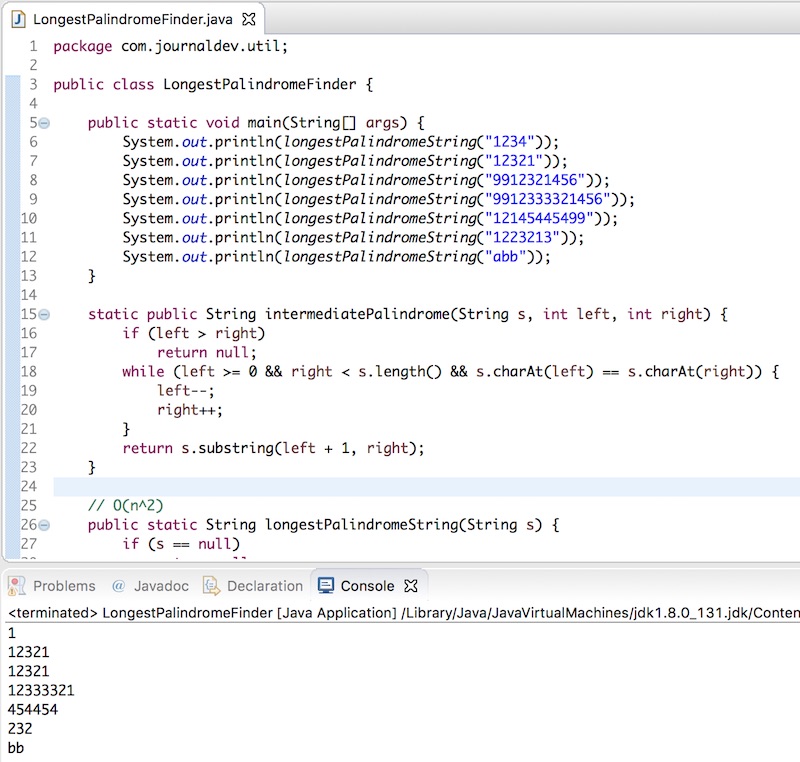 LongestPalindromeFinder.java
1 package com.journaldev.util;
2
3 public class LongestPalindromeFinder {
4
5 public static void main(String[] args) {
6 System.out.println(longestPalindromeString("1234"));
7 System.out.println(longestPalindromeString("12321"));
8 System.out.println(longestPalindromeString("9912321456"));
9 System.out.println(longestPalindromeString("9912333321456"));
10 System.out.println(longestPalindromeString("12145445499"));
11 System.out.println(longestPalindromeString("1223213"));
12 System.out.println(longestPalindromeString("abb"));
13 }
14
15 static public String intermediatePalindrome(String s, int left, int right) {
16 if (left > right)
17 return null;
18 while (left >= 0 && right < s.length() && s.charAt(left) == s.charAt(right)) {
19 left--;
20 right++;
21 }
22 return s.substring(left + 1, right);
23 }
24
25 // O(n^2)
26 public static String longestPalindromeString(String s) {
27 if (s == null)
Problems @ Javadoc Declaration Console
<terminated> LongestPalindromeFinder [Java Application] /Library/Java/JavaVirtualMachines/jdk1.8.0_131.jdk/Conten
1
12321
12321
12333321
454454
232
bb